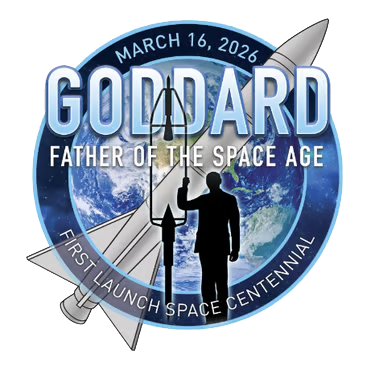 MARCH 16, 2026
GODDARD
FATHER OF THE SPACE AGE
FIRST LAUNCH SPACE CENTENNIAL